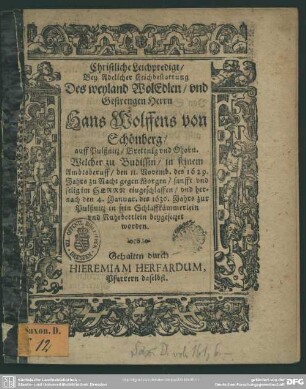 Christliche Leichpredigt/
Bey Adelicher Leichbestattung
Des weyland WolEdlen/ vnd
Gestrengen Herrn
Hans Wolffens von
Schönberg/
auff Pulßnitz/ Bretnig vnd Ohorn.
Welcher zu Budissin/ in seinem
Ambtsberuff/ den 11. Novemb. des 1629.
Jahrs zu Nacht gegen Morgen/ sanfft vnd
selig im HERRN eingeschlaffen/ vnd her-
nach den 4. Januar. des 1630. Jahrs zur
Pulßnitz in sein Schlaffkämmerlein
vnd Ruhebettlein beygesetzet
worden.
Gehalten durch
HIEREMIAM HERFARDUM,
Pfarrern daselbst.
Saxon. D.
12